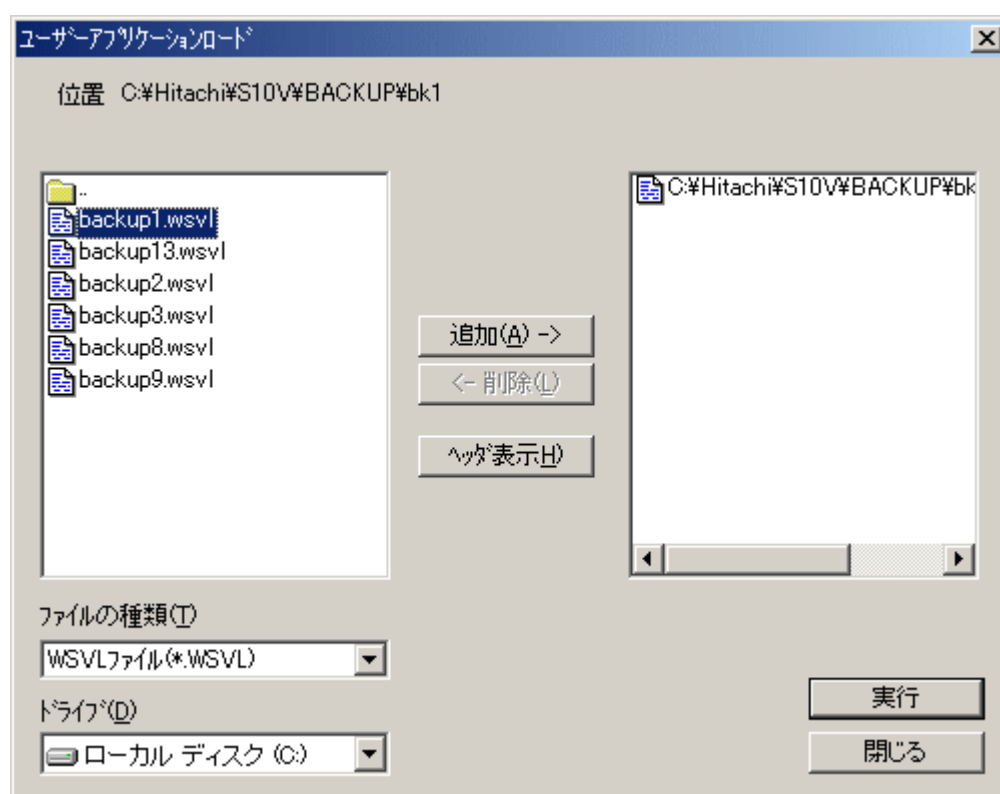 ﾕｰｻﾞｰｱﾌﾟﾘｹｰｼｮﾝﾛｰﾄﾞ
位置 C:¥Hitachi¥S10V¥BACKUP¥bk1
..
backup1.wsvl
backup13.wsvl
backup2.wsvl
backup3.wsvl
backup8.wsvl
backup9.wsvl
追加(A) ->
<- 削除(L)
ﾍｯﾀﾞ表示(H)
C:¥Hitachi¥S10V¥BACKUP¥bk
ﾌｧｲﾙの種類(T)
WSVLﾌｧｲﾙ(*.WSVL)
ﾄﾞﾗｲﾌﾞ(D)
ローカル ディスク (C:)
実行
閉じる